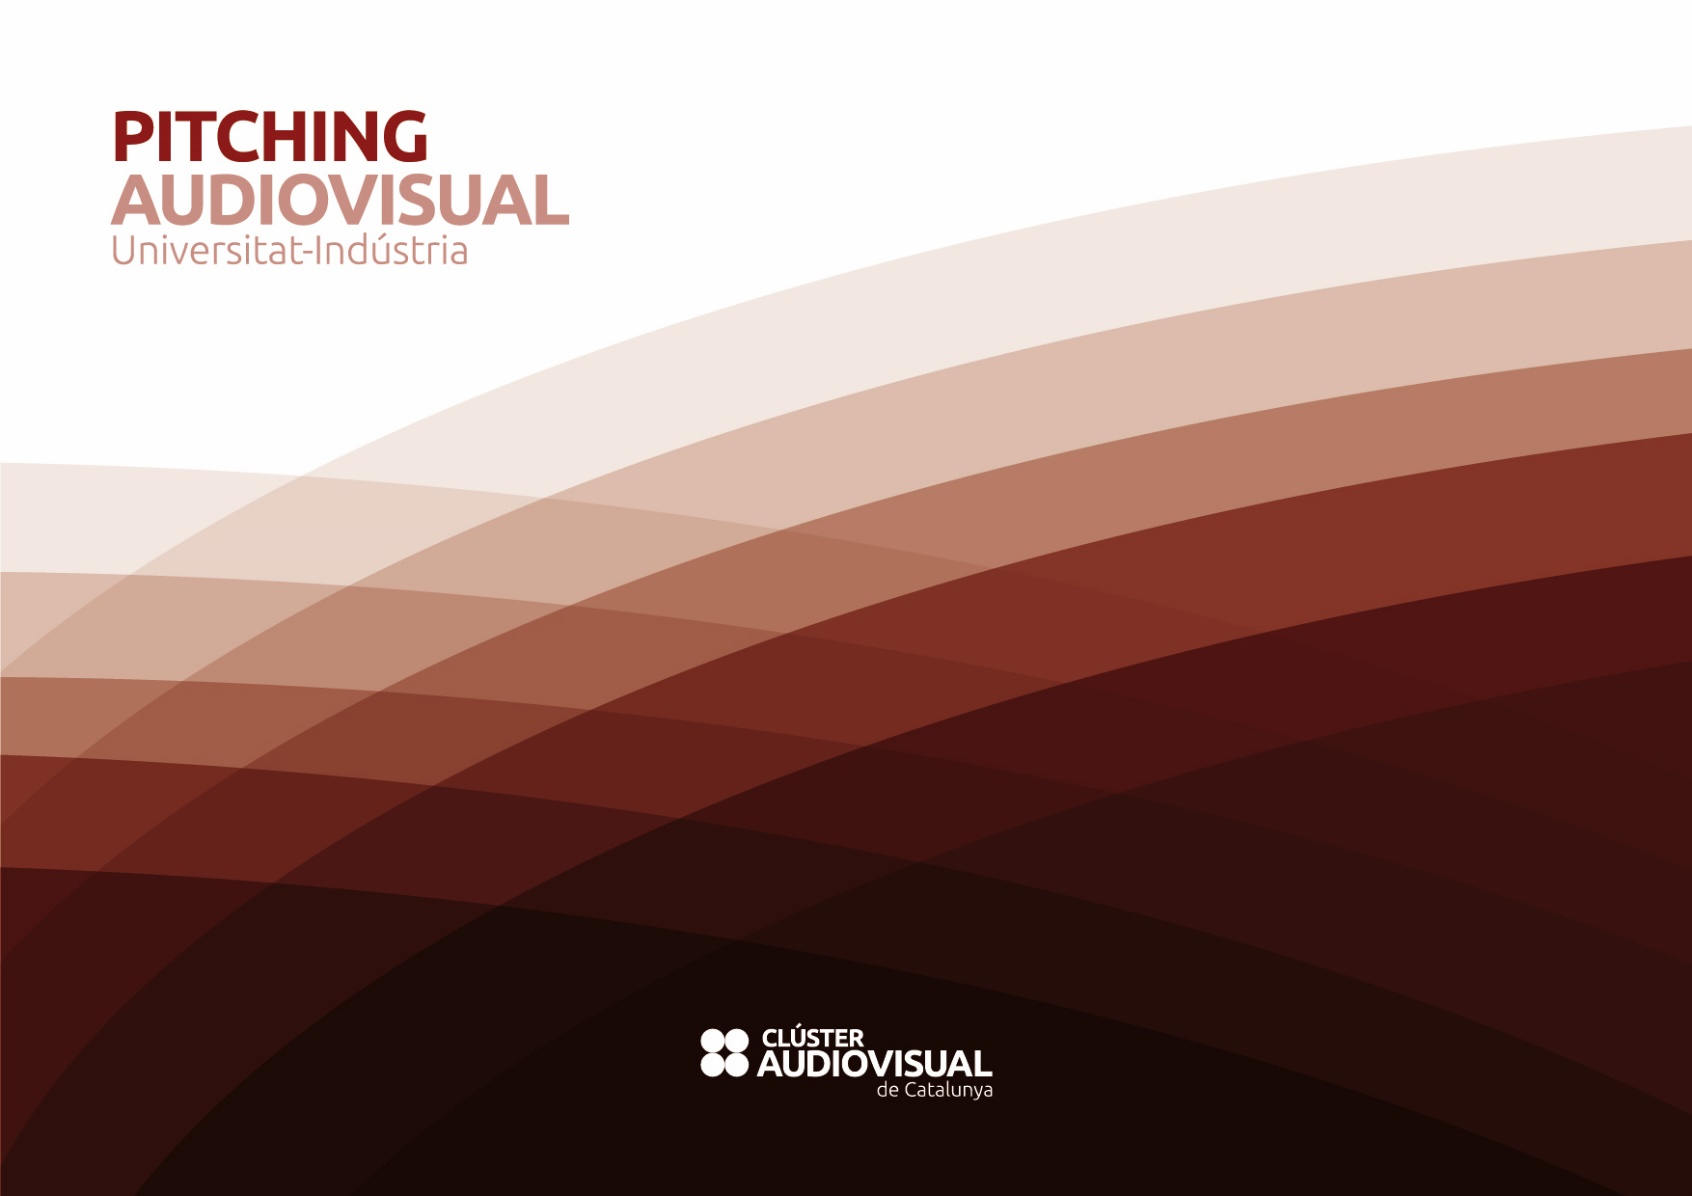 PITCHING
AUDIOVISUAL
Universitat-Indústria
CLÚSTER
AUDIOVISUAL
de Catalunya